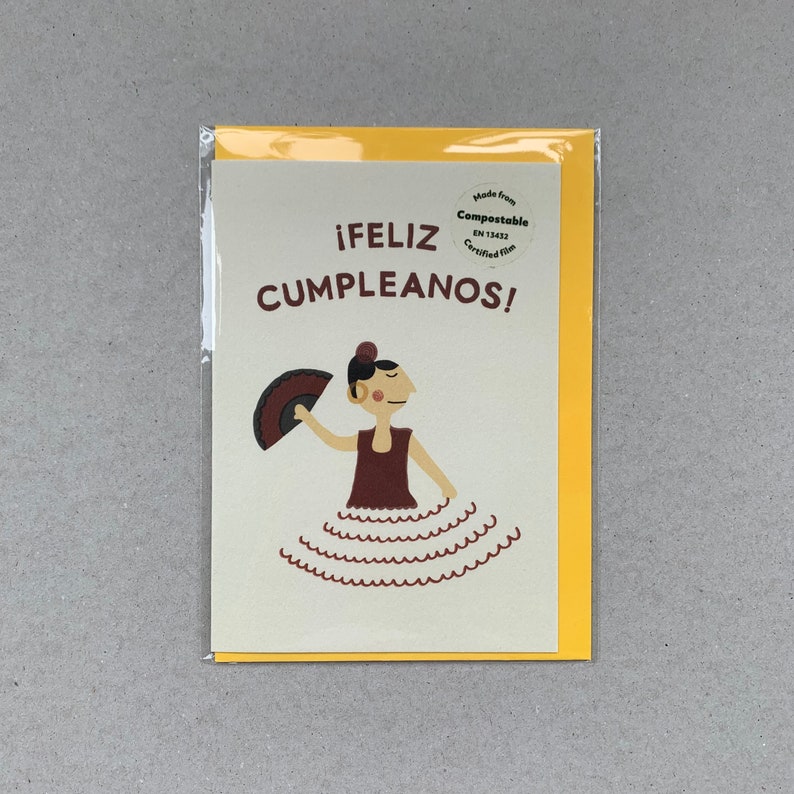 ¡FELIZ
CUMPLEANOS!
Made from
Compostable
EN 13432
Certified film